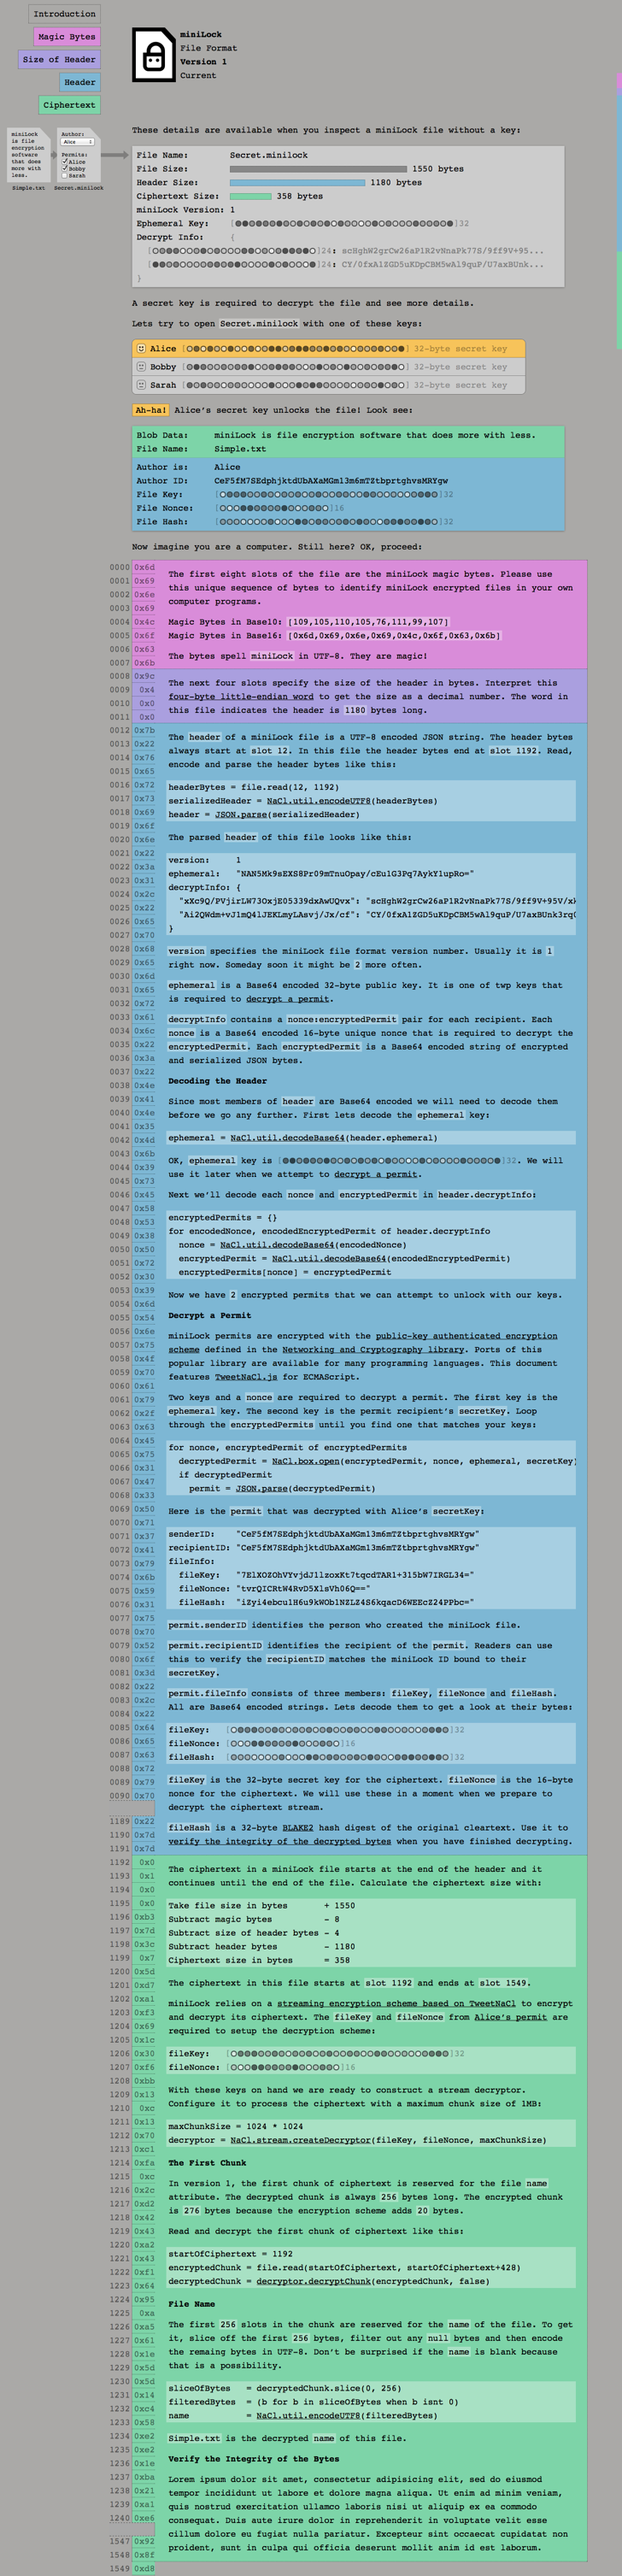 Introduction
Magic Bytes
Size of Header
Header
Ciphertext
miniLock
is file
encryption
software
that does
more with
less.
Simple.txt
Author:
Alice
Permits:
Alice
Bobby
Sarah
Secret.minilock
miniLock
File Format
Version 1
Current
These details are available when you inspect a miniLock file without a key:
File Name: Secret.minilock
File Size: 1550 bytes
Header Size: 1180 bytes
Ciphertext Size: 358 bytes
miniLock Version: 1
Ephemeral Key: [ ]32
Decrypt Info: {
[ ]24: scHghW2grCw26aP1R2vNnaPk77S/9ff9V+95...
[ ]24: CY/0fxAlZGD5uKDpCBM5wAl9quP/U7axBUnk...
}
A secret key is required to decrypt the file and see more details.
Lets try to open Secret.minilock with one of these keys:
Alice [ ] 32-byte secret key
Bobby [ ] 32-byte secret key
Sarah [ ] 32-byte secret key
Ah-ha! Alice's secret key unlocks the file! Look see:
Blob Data: miniLock is file encryption software that does more with less.
File Name: Simple.txt
Author is: Alice
Author ID: CeF5fM7SEdphjktdUbAXaMGm13m6mTZtbprtghvsMRYgw
File Key: [ ]32
File Nonce: [ ]16
File Hash: [ ]32
Now imagine you are a computer. Still here? OK, proceed:
0000 0x6d
0001 0x69
0002 0x6e
0003 0x69
0004 0x4c
0005 0x6f
0006 0x63
0007 0x6b
The first eight slots of the file are the miniLock magic bytes. Please use
this unique sequence of bytes to identify miniLock encrypted files in your own
computer programs.
Magic Bytes in Base10: [109,105,110,105,76,111,99,107]
Magic Bytes in Base16: [0x6d,0x69,0x6e,0x69,0x4c,0x6f,0x63,0x6b]
The bytes spell miniLock in UTF-8. They are magic!
0008 0x9c
0009 0x4
0010 0x0
0011 0x0
The next four slots specify the size of the header in bytes. Interpret this
four-byte little-endian word to get the size as a decimal number. The word in
this file indicates the header is 1180 bytes long.
0012 0x7b
0013 0x22
0014 0x76
0015 0x65
0016 0x72
0017 0x73
0018 0x69
0019 0x6f
0020 0x6e
0021 0x22
0022 0x3a
0023 0x31
0024 0x2c
0025 0x22
0026 0x65
0027 0x70
0028 0x68
0029 0x65
0030 0x6d
0031 0x65
0032 0x72
0033 0x61
0034 0x6c
0035 0x22
0036 0x3a
0037 0x22
0038 0x4e
0039 0x41
0040 0x4e
0041 0x35
0042 0x4d
0043 0x6b
0044 0x39
0045 0x73
0046 0x45
0047 0x58
0048 0x53
0049 0x38
0050 0x50
0051 0x72
0052 0x30
0053 0x39
0054 0x6d
0055 0x54
0056 0x6e
0057 0x75
0058 0x4f
0059 0x70
0060 0x61
0061 0x79
0062 0x2f
0063 0x63
0064 0x45
0065 0x75
0066 0x31
0067 0x47
0068 0x33
0069 0x50
0070 0x71
0071 0x37
0072 0x41
0073 0x79
0074 0x6b
0075 0x59
0076 0x31
0077 0x75
0078 0x70
0079 0x52
0080 0x6f
0081 0x3d
0082 0x22
0083 0x2c
0084 0x22
0085 0x64
0086 0x65
0087 0x63
0088 0x72
0089 0x79
0090 0x70
1189 0x22
1190 0x7d
1191 0x7d
The header of a miniLock file is a UTF-8 encoded JSON string. The header bytes
always start at slot 12. In this file the header bytes end at slot 1192. Read,
encode and parse the header bytes like this:
headerBytes = file.read(12, 1192)
serializedHeader = NaCl.util.encodeUTF8(headerBytes)
header = JSON.parse(serializedHeader)
The parsed header of this file looks like this:
version: 1
ephemeral: "NAN5Mk9sEXS8Pr09mTnuOpay/cEu1G3Pq7AykY1upRo="
decryptInfo: {
"xXc9Q/PVjirLW73OxjE05339dxAwUQvx": "scHghW2grCw26aP1R2vNnaPk77S/9ff9V+95V/xk
"Ai2QWdm+vJ1mQ4lJEKLmyLAsvj/Jx/cf": "CY/0fxAlZGD5uKDpCBM5wAl9quP/U7axBUnk3rq0
}
version specifies the miniLock file format version number. Usually it is 1
right now. Someday soon it might be 2 more often.
ephemeral is a Base64 encoded 32-byte public key. It is one of twp keys that
is required to decrypt a permit.
decryptInfo contains a nonce:encryptedPermit pair for each recipient. Each
nonce is a Base64 encoded 16-byte unique nonce that is required to decrypt the
encryptedPermit. Each encryptedPermit is a Base64 encoded string of encrypted
and serialized JSON bytes.
Decoding the Header
Since most members of header are Base64 encoded we will need to decode them
before we go any further. First lets decode the ephemeral key:
ephemeral = NaCl.util.decodeBase64(header.ephemeral)
OK, ephemeral key is [ ]32. We will
use it later when we attempt to decrypt a permit.
Next we'll decode each nonce and encryptedPermit in header.decryptInfo:
encryptedPermits = {}
for encodedNonce, encodedEncryptedPermit of header.decryptInfo
nonce = NaCl.util.decodeBase64(encodedNonce)
encryptedPermit = NaCl.util.decodeBase64(encodedEncryptedPermit)
encryptedPermits[nonce] = encryptedPermit
Now we have 2 encrypted permits that we can attempt to unlock with our keys.
Decrypt a Permit
miniLock permits are encrypted with the public-key authenticated encryption
scheme defined in the Networking and Cryptography library. Ports of this
popular library are available for many programming languages. This document
features TweetNaCl.js for ECMAScript.
Two keys and a nonce are required to decrypt a permit. The first key is the
ephemeral key. The second key is the permit recipient's secretKey. Loop
through the encryptedPermits until you find one that matches your keys:
for nonce, encryptedPermit of encryptedPermits
decryptedPermit = NaCl.box.open(encryptedPermit, nonce, ephemeral, secretKey)
if decryptedPermit
permit = JSON.parse(decryptedPermit)
Here is the permit that was decrypted with Alice's secretKey:
senderID: "CeF5fM7SEdphjktdUbAXaMGm13m6mTZtbprtghvsMRYgw"
recipientID: "CeF5fM7SEdphjktdUbAXaMGm13m6mTZtbprtghvsMRYgw"
fileInfo:
fileKey: "7ElXOZOhVYvjdJ1lzoxKt7tqcdTAR1+315bW7IRGL34="
fileNonce: "tvrQICRtW4RvD5XlsVh06Q=="
fileHash: "iZyi4ebcu1H6u9kWOb1NZLZ4S6kqacD6WEEcZ24PPbc="
permit.senderID identifies the person who created the miniLock file.
permit.recipientID identifies the recipient of the permit. Readers can use
this to verify the recipientID matches the miniLock ID bound to their
secretKey.
permit.fileInfo consists of three members: fileKey, fileNonce and fileHash.
All are Base64 encoded strings. Lets decode them to get a look at their bytes:
fileKey: [ ]32
fileNonce: [ ]16
fileHash: [ ]32
fileKey is the 32-byte secret key for the ciphertext. fileNonce is the 16-byte
nonce for the ciphertext. We will use these in a moment when we prepare to
decrypt the ciphertext stream.
fileHash is a 32-byte BLAKE2 hash digest of the original cleartext. Use it to
verify the integrity of the decrypted bytes when you have finished decrypting.
1192 0x0
1193 0x1
1194 0x0
1195 0x0
1196 0xb3
1197 0x7d
1198 0x3c
1199 0x7
1200 0x5d
1201 0xd7
1202 0xa1
1203 0xf3
1204 0x69
1205 0x1c
1206 0x30
1207 0xf6
1208 0xbb
1209 0x13
1210 0xc
1211 0x13
1212 0x70
1213 0xc1
1214 0xfa
1215 0xc
1216 0x2c
1217 0xd2
1218 0x42
1219 0x43
1220 0xa2
1221 0x43
1222 0xf1
1223 0x64
1224 0x95
1225 0xa
1226 0xa5
1227 0x61
1228 0x1e
1229 0x5d
1230 0x5d
1231 0x14
1232 0xc4
1233 0x58
1234 0xe2
1235 0xe2
1236 0x1e
1237 0xba
1238 0x21
1239 0xa1
1240 0xe6
1547 0x92
1548 0x8f
1549 0xd8
The ciphertext in a miniLock file starts at the end of the header and it
continues until the end of the file. Calculate the ciphertext size with:
Take file size in bytes + 1550
Subtract magic bytes - 8
Subtract size of header bytes - 4
Subtract header bytes - 1180
Ciphertext size in bytes = 358
The ciphertext in this file starts at slot 1192 and ends at slot 1549.
miniLock relies on a streaming encryption scheme based on TweetNaCl to encrypt
and decrypt its ciphertext. The fileKey and fileNonce from Alice's permit are
required to setup the decryption scheme:
fileKey: [ ]32
fileNonce: [ ]16
With these keys on hand we are ready to construct a stream decryptor.
Configure it to process the ciphertext with a maximum chunk size of 1MB:
maxChunkSize = 1024 * 1024
decryptor = NaCl.stream.createDecryptor(fileKey, fileNonce, maxChunkSize)
The First Chunk
In version 1, the first chunk of ciphertext is reserved for the file name
attribute. The decrypted chunk is always 256 bytes long. The encrypted chunk
is 276 bytes because the encryption scheme adds 20 bytes.
Read and decrypt the first chunk of ciphertext like this:
startOfCiphertext = 1192
encryptedChunk = file.read(startOfCiphertext, startOfCiphertext+428)
decryptedChunk = decryptor.decryptChunk(encryptedChunk, false)
File Name
The first 256 slots in the chunk are reserved for the name of the file. To get
it, slice off the first 256 bytes, filter out any null bytes and then encode
the remaing bytes in UTF-8. Don't be surprised if the name is blank because
that is a possibility.
sliceOfBytes = decryptedChunk.slice(0, 256)
filteredBytes = (b for b in sliceOfBytes when b isnt 0)
name = NaCl.util.encodeUTF8(filteredBytes)
Simple.txt is the decrypted name of this file.
Verify the Integrity of the Bytes
Lorem ipsum dolor sit amet, consectetur adipisicing elit, sed do eiusmod
tempor incididunt ut labore et dolore magna aliqua. Ut enim ad minim veniam,
quis nostrud exercitation ullamco laboris nisi ut aliquip ex ea commodo
consequat. Duis aute irure dolor in reprehenderit in voluptate velit esse
cillum dolore eu fugiat nulla pariatur. Excepteur sint occaecat cupidatat non
proident, sunt in culpa qui officia deserunt mollit anim id est laborum.